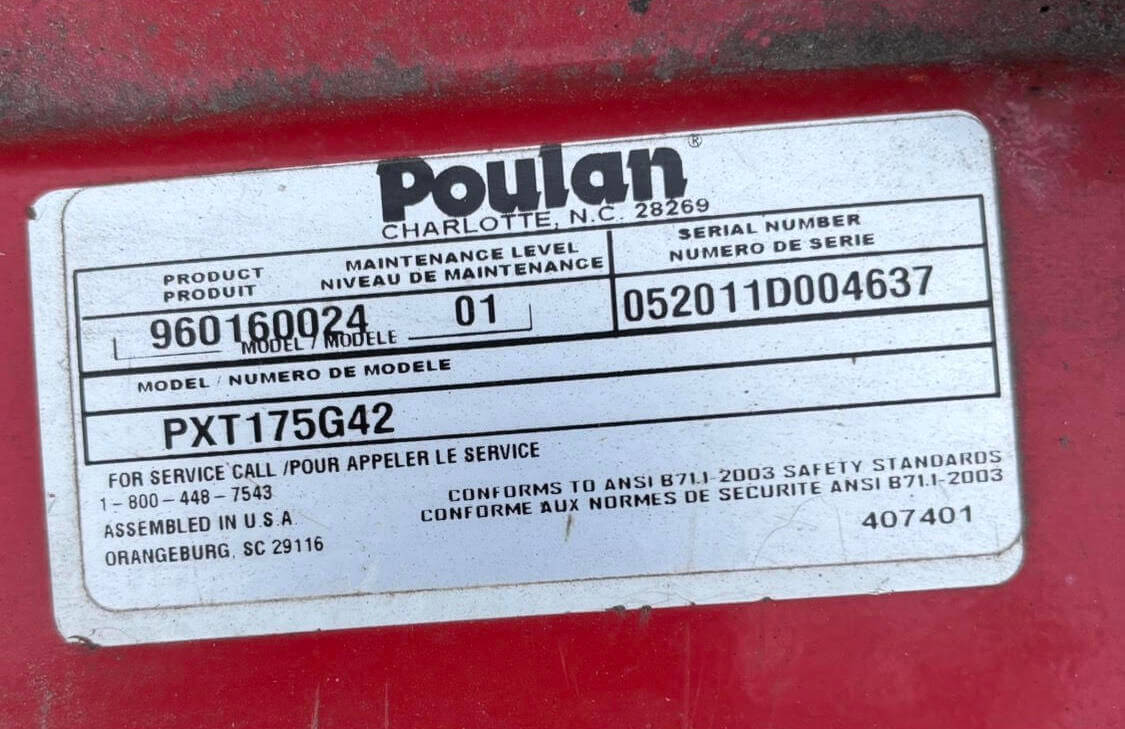 Poulan®
CHARLOTTE, N.C. 28269
PRODUCT
PRODUIT
MAINTENANCE LEVEL
NIVEAU DE MAINTENANCE
SERIAL NUMBER
NUMERO DE SERIE
960160024 01
MODEL / MODELE
052011D004637
MODEL / NUMERO DE MODELE
PXT175G42
FOR SERVICE CALL /POUR APPELER LE SERVICE
1-800-448-7543
ASSEMBLED IN U.S.A.
ORANGEBURG, SC 29116
CONFORMS TO ANSI B71.1-2003 SAFETY STANDARDS
CONFORME AUX NORMES DE SECURITE ANSI B71.1-2003
407401